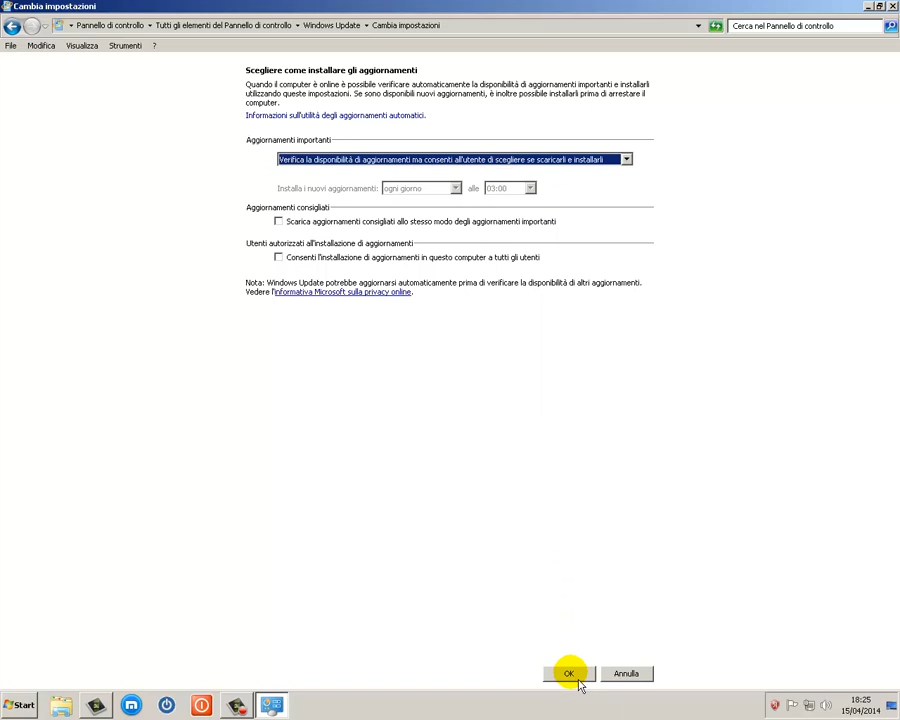 Cambia impostazioni
Pannello di controllo Tutti gli elementi del Pannello di controllo Windows Update Cambia impostazioni Cerca nel Pannello di controllo
File Modifica Visualizza Strumenti ?
Scegliere come installare gli aggiornamenti
Quando il computer è online è possibile verificare automaticamente la disponibilità di aggiornamenti importanti e installarli
utilizzando queste impostazioni. Se sono disponibili nuovi aggiornamenti, è inoltre possibile installarli prima di arrestare il
computer.
Informazioni sull'utilità degli aggiornamenti automatici.
Aggiornamenti importanti
Verifica la disponibilità di aggiornamenti ma consenti all'utente di scegliere se scaricarli e installarli
Installa i nuovi aggiornamenti: ogni giorno alle 03:00
Aggiornamenti consigliati
Scarica aggiornamenti consigliati allo stesso modo degli aggiornamenti importanti
Utenti autorizzati all'installazione di aggiornamenti
Consenti l'installazione di aggiornamenti in questo computer a tutti gli utenti
Nota: Windows Update potrebbe aggiornarsi automaticamente prima di verificare la disponibilità di altri aggiornamenti.
Vedere l'informativa Microsoft sulla privacy online.
OK Annulla
Start 18:25
15/04/2014